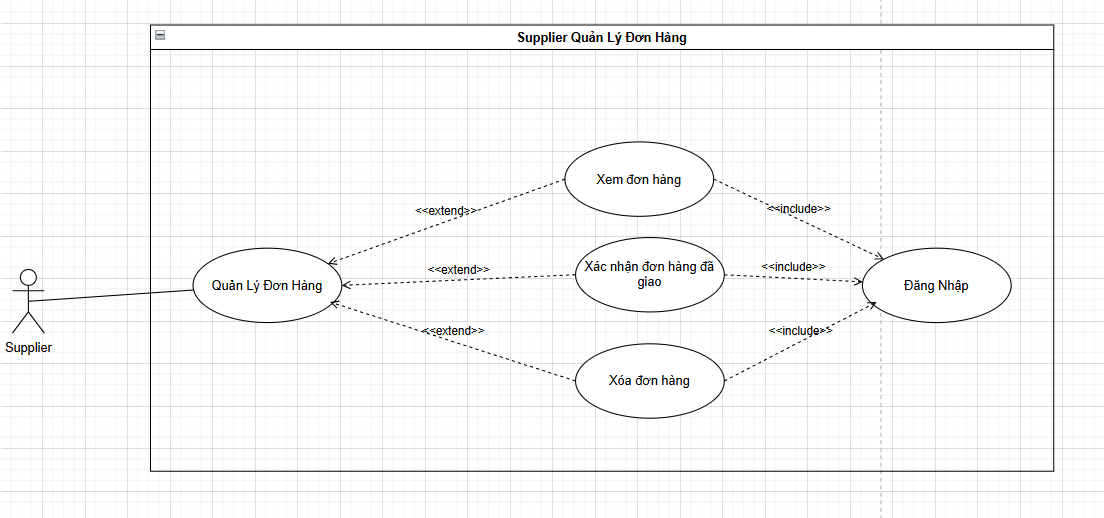 Supplier Quản Lý Đơn Hàng
Xem đơn hàng
<<extend>>
<<include>>
Xác nhận đơn hàng đã
giao
<<extend>>
<<include>>
Quản Lý Đơn Hàng
Đăng Nhập
Supplier
<<extend>>
<<include>>
Xóa đơn hàng